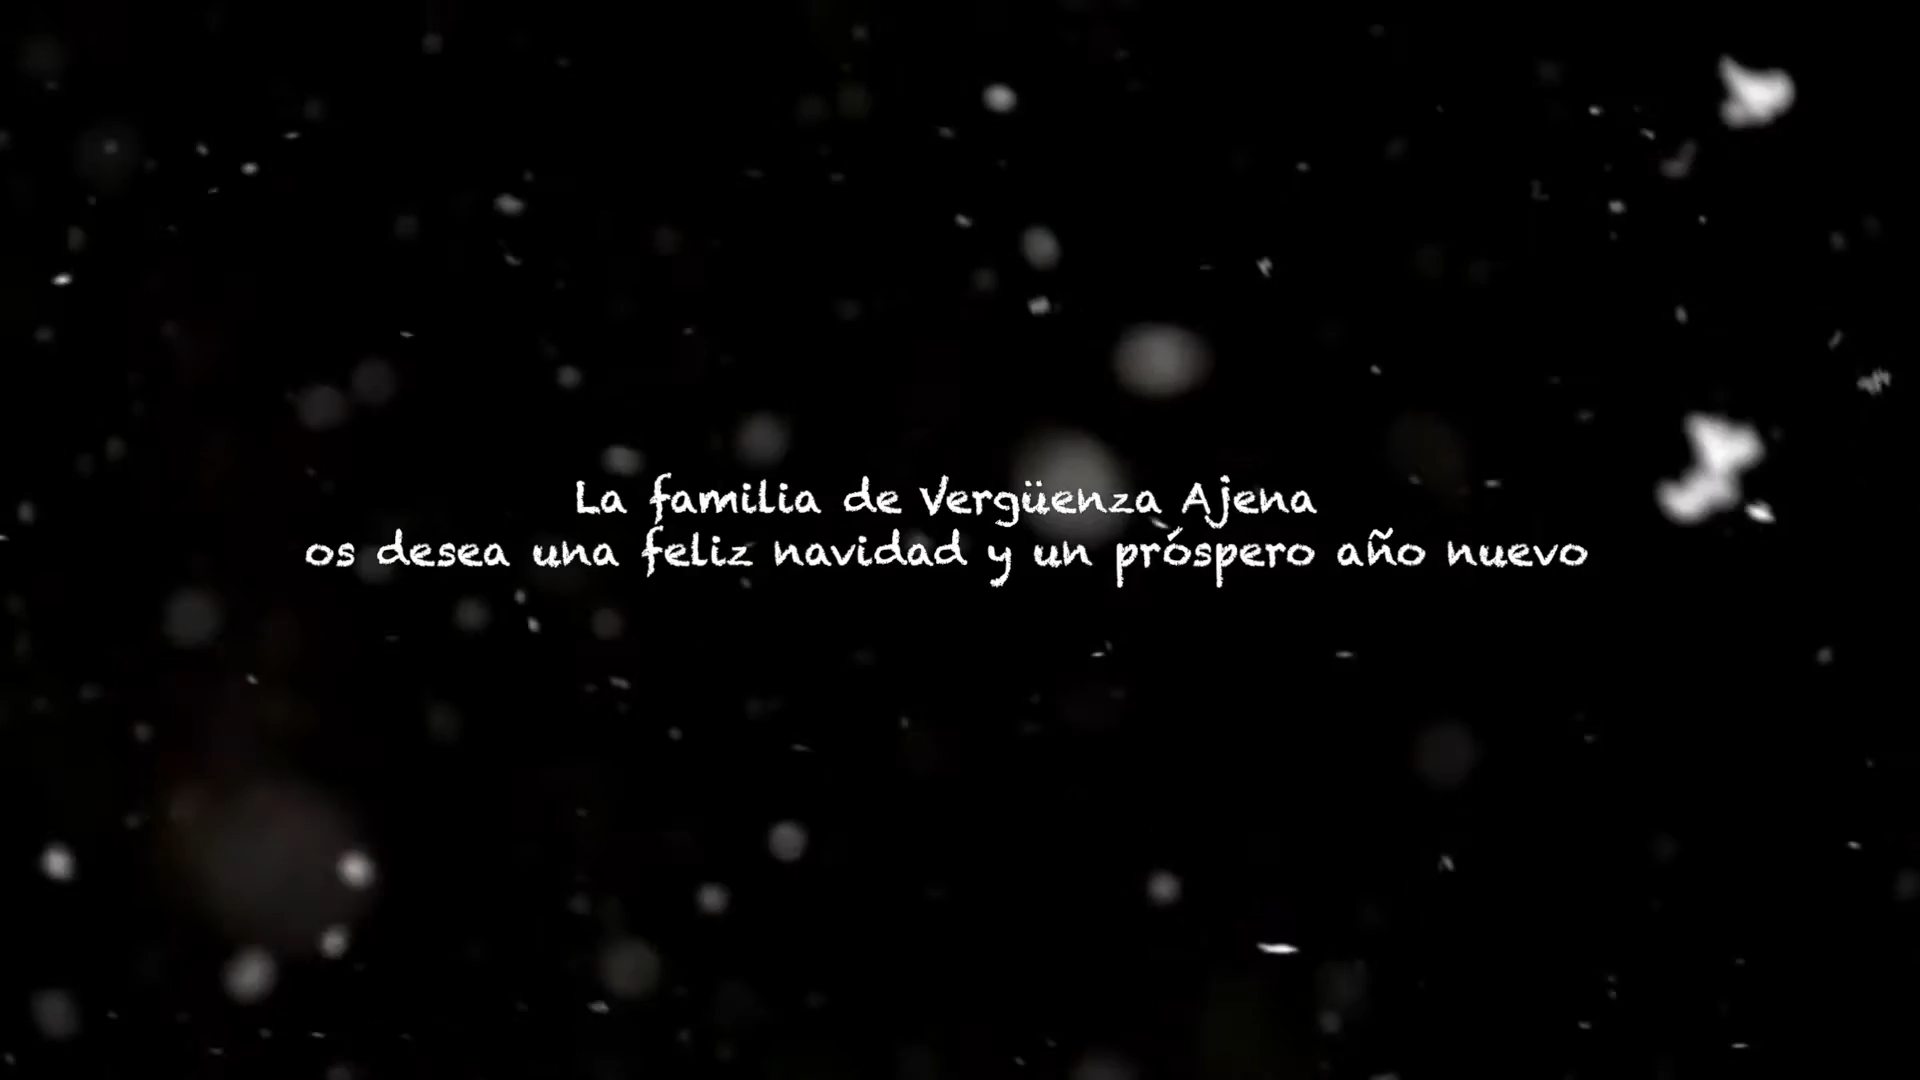 La familia de Vergüenza Ajena
os desea una feliz navidad y un próspero año nuevo